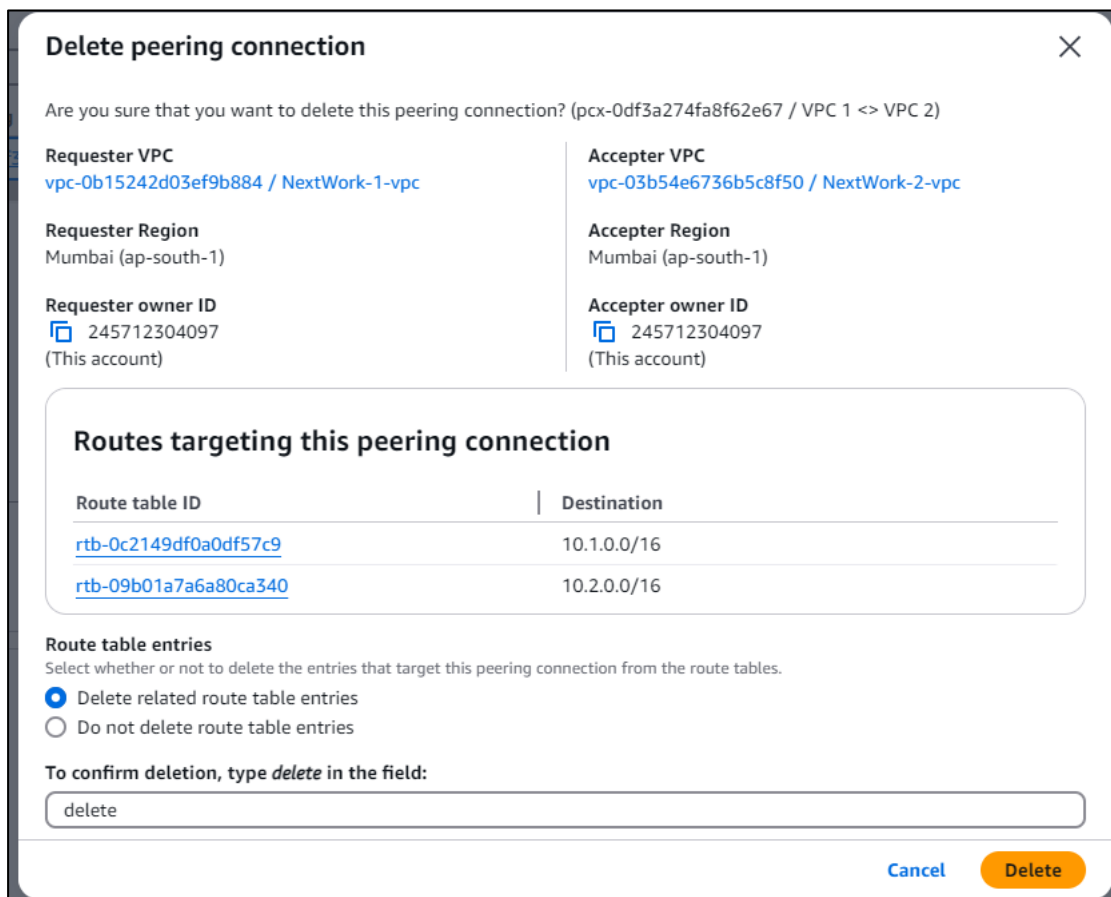 Delete peering connection
Are you sure that you want to delete this peering connection? (pcx-0df3a274fa8f62e67 / VPC 1 <> VPC 2)
Requester VPC
vpc-0b15242d03ef9b884 / NextWork-1-vpc
Accepter VPC
vpc-03b54e6736b5c8f50 / NextWork-2-vpc
Requester Region
Mumbai (ap-south-1)
Accepter Region
Mumbai (ap-south-1)
Requester owner ID
245712304097
(This account)
Accepter owner ID
245712304097
(This account)
Routes targeting this peering connection
Route table ID
Destination
rtb-0c2149df0a0df57c9
10.1.0.0/16
rtb-09b01a7a6a80ca340
10.2.0.0/16
Route table entries
Select whether or not to delete the entries that target this peering connection from the route tables.
Delete related route table entries
Do not delete route table entries
To confirm deletion, type delete in the field:
delete
Cancel
Delete